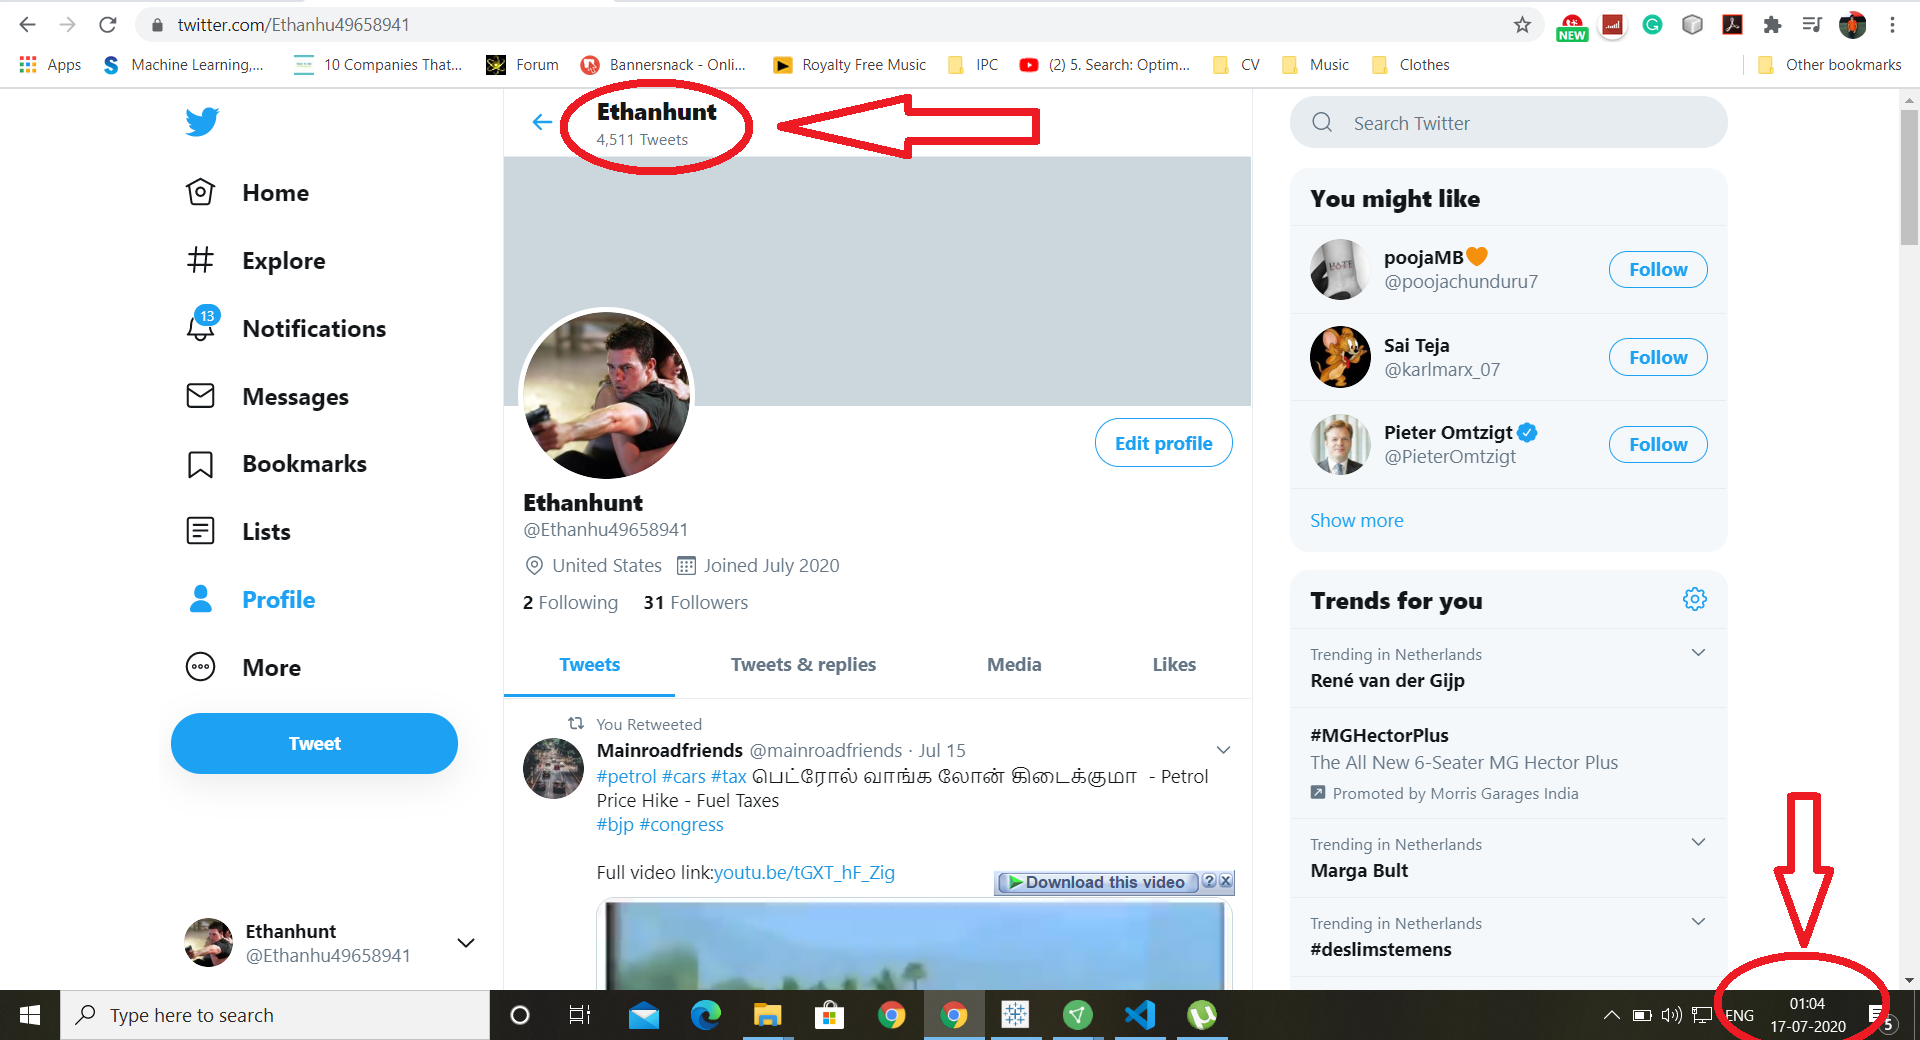 twitter.com/Ethanhu49658941
NEW
Apps
Machine Learning,...
10 Companies That...
Forum
Bannersnack - Onli...
Royalty Free Music
IPC
(2) 5. Search: Optim...
CV
Music
Clothes
Other bookmarks
Home
Explore
13
Notifications
Messages
Bookmarks
Lists
Profile
More
Tweet
Ethanhunt
@Ethanhu49658941
Ethanhunt
4,511 Tweets
Edit profile
Ethanhunt
@Ethanhu49658941
United States Joined July 2020
2 Following 31 Followers
Tweets Tweets & replies Media Likes
You Retweeted
Mainroadfriends @mainroadfriends · Jul 15
#petrol #cars #tax பெட்ரோல் வாங்க லோன் கிடைக்குமா - Petrol
Price Hike - Fuel Taxes
#bjp #congress
Full video link:youtu.be/tGXT_hF_Zig
Download this video ? X
Search Twitter
You might like
HATE
poojaMB🧡
@poojachunduru7
Follow
Sai Teja
@karlmarx_07
Follow
Pieter Omtzigt
@PieterOmtzigt
Follow
Show more
Trends for you
Trending in Netherlands
René van der Gijp
#MGHectorPlus
The All New 6-Seater MG Hector Plus
Promoted by Morris Garages India
Trending in Netherlands
Marga Bult
Trending in Netherlands
#deslimstemens
Type here to search
ENG
01:04
17-07-2020
5